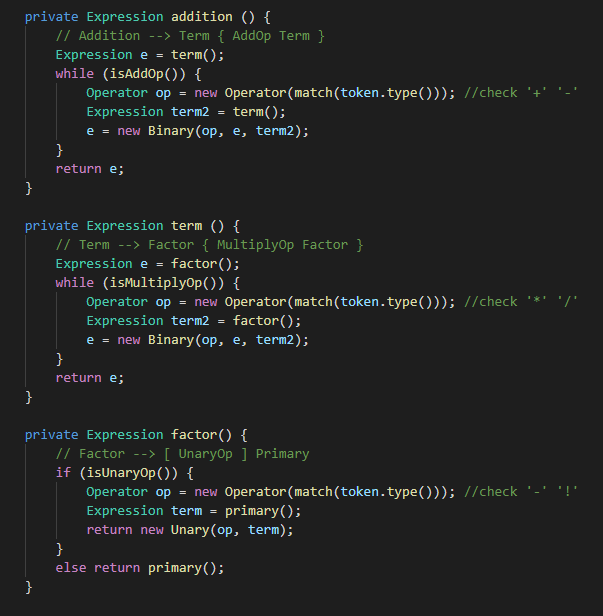 private Expression addition () {
// Addition --> Term { AddOp Term }
Expression e = term();
while (isAddOp()) {
Operator op = new Operator(match(token.type())); //check '+' '-'
Expression term2 = term();
e = new Binary(op, e, term2);
}
return e;
}
private Expression term () {
// Term --> Factor { MultiplyOp Factor }
Expression e = factor();
while (isMultiplyOp()) {
Operator op = new Operator(match(token.type())); //check '*' '/'
Expression term2 = factor();
e = new Binary(op, e, term2);
}
return e;
}
private Expression factor() {
// Factor --> [ UnaryOp ] Primary
if (isUnaryOp()) {
Operator op = new Operator(match(token.type())); //check '-' '!'
Expression term = primary();
return new Unary(op, term);
}
else return primary();
}